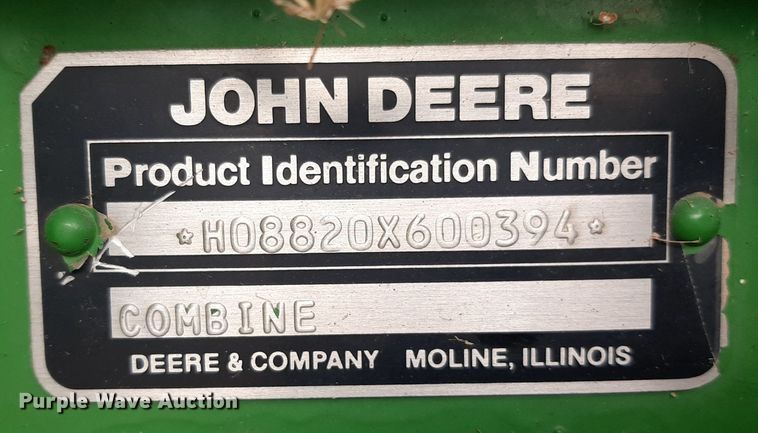 JOHN DEERE
Product Identification Number
*H08820X600394*
COMBINE
DEERE & COMPANY MOLINE, ILLINOIS
Purple Wave Auction